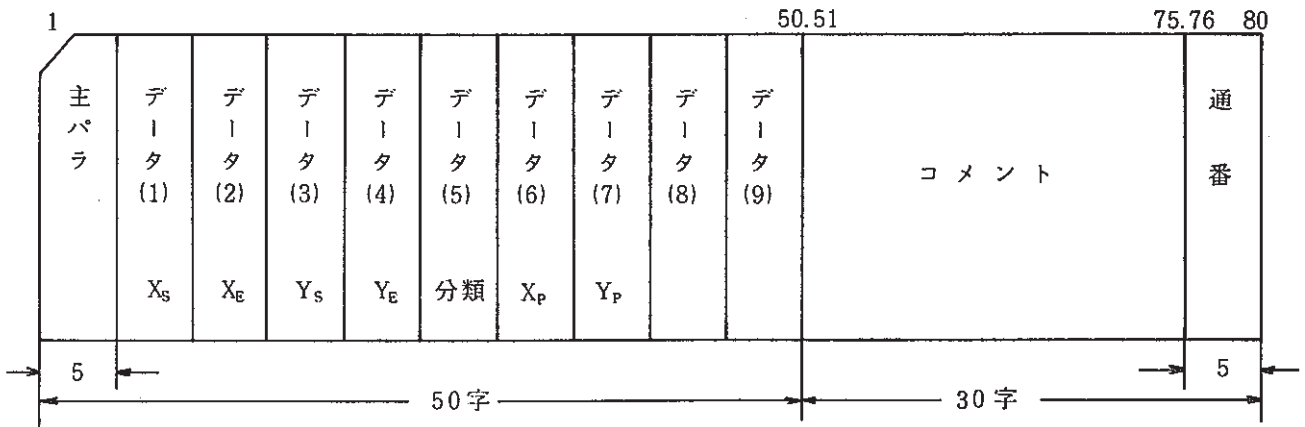 1 50.51 75.76 80
主パラ データ(1) データ(2) データ(3) データ(4) データ(5) データ(6) データ(7) データ(8) データ(9) コメント 通番
X_S X_E Y_S Y_E 分類 X_P Y_P
5 5
50字 30字